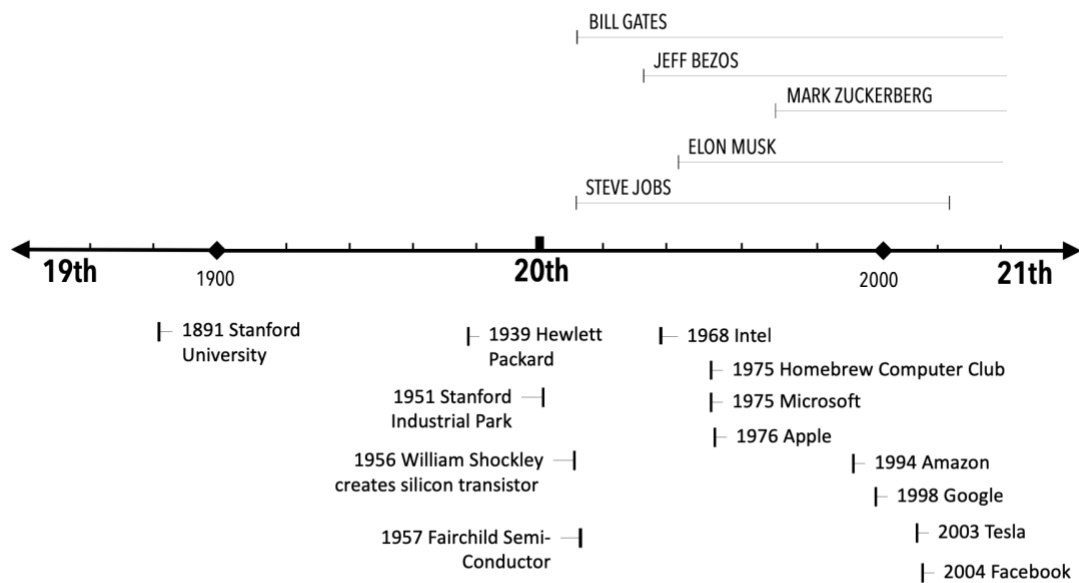 BILL GATES
JEFF BEZOS
MARK ZUCKERBERG
ELON MUSK
STEVE JOBS
19th
1900
20th
2000
21th
1891 Stanford
University
1939 Hewlett
Packard
1968 Intel
1975 Homebrew Computer Club
1951 Stanford
Industrial Park
1975 Microsoft
1976 Apple
1956 William Shockley
creates silicon transistor
1994 Amazon
1998 Google
1957 Fairchild Semi-
Conductor
2003 Tesla
2004 Facebook